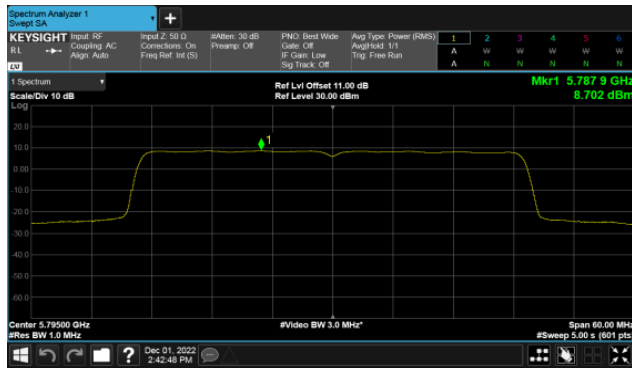 Spectrum Analyzer 1
Swept SA
+
KEYSIGHT Input: RF Input Z: 50 Ω #Atten: 30 dB PNO: Best Wide Avg Type: Power (RMS) 1 2 3 4 5 6
RL Coupling: AC Corrections: On Preamp: Off Gate: Off Avg|Hold: 1/1 A W W W W W
Align: Auto Freq Ref: Int (S) IF Gain: Low Trig: Free Run
LXI Sig Track: Off A N N N N N
1 Spectrum Ref Lvl Offset 11.00 dB Mkr1 5.787 9 GHz
Scale/Div 10 dB Ref Level 30.00 dBm 8.702 dBm
Log
20.0
1
10.0
0.00
-10.0
-20.0
-30.0
-40.0
-50.0
-60.0
Center 5.79500 GHz #Video BW 3.0 MHz* Span 60.00 MHz
#Res BW 1.0 MHz #Sweep 5.00 s (601 pts)
? Dec 01, 2022
2:42:48 PM